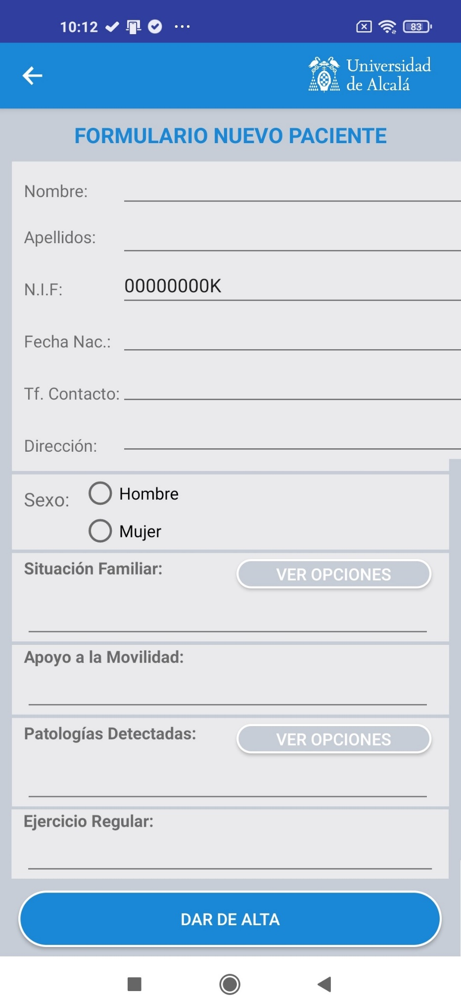 10:12
83
Universidad
de Alcalá
FORMULARIO NUEVO PACIENTE
Nombre:
Apellidos:
N.I.F: 00000000K
Fecha Nac.:
Tf. Contacto:
Dirección:
Sexo: Hombre
Mujer
Situación Familiar: VER OPCIONES
Apoyo a la Movilidad:
Patologías Detectadas: VER OPCIONES
Ejercicio Regular:
DAR DE ALTA